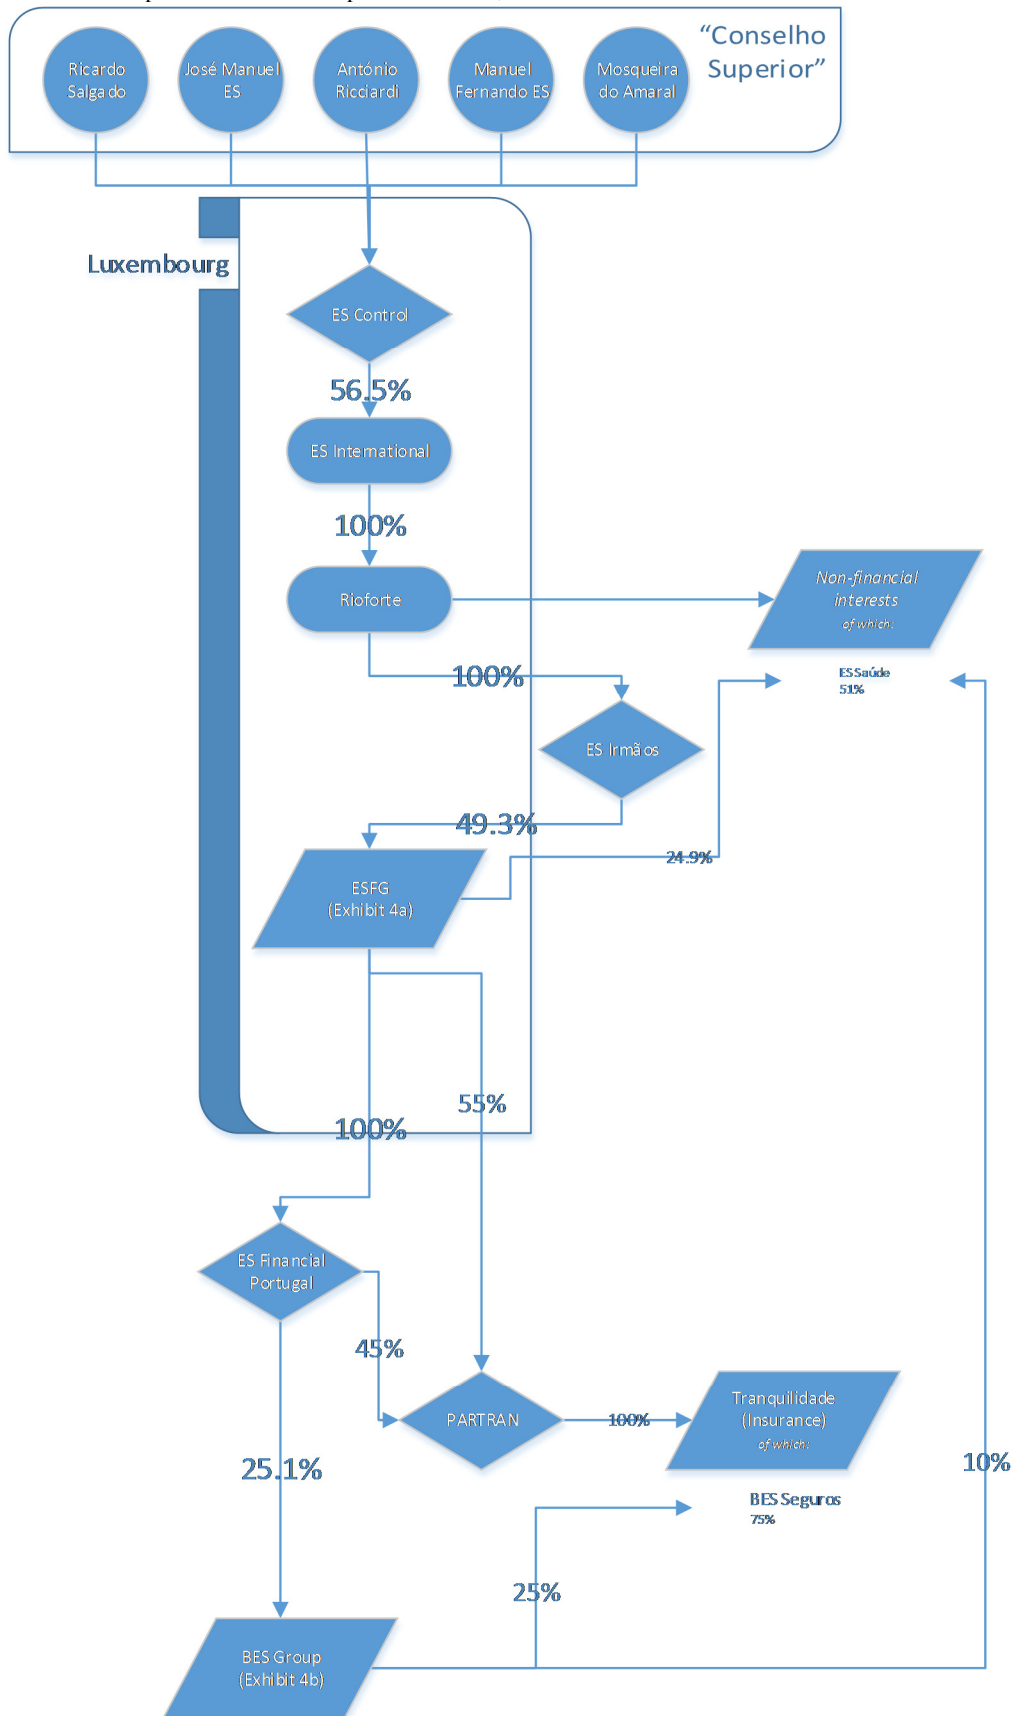 “Conselho
Superior”
Ricardo
Salgado
José Manuel
ES
António
Ricciardi
Manuel
Fernando ES
Mosqueira
do Amaral
Luxembourg
ES Control
56.5%
ES International
100%
Rioforte
Non-financial
interests
of which:
ES Saúde
51%
100%
ES Irmãos
49.3%
24.9%
ESFG
(Exhibit 4a)
55%
100%
ES Financial
Portugal
45%
PARTRAN
100%
Tranquilidade
(Insurance)
of which:
25.1%
10%
BES Seguros
75%
25%
BES Group
(Exhibit 4b)